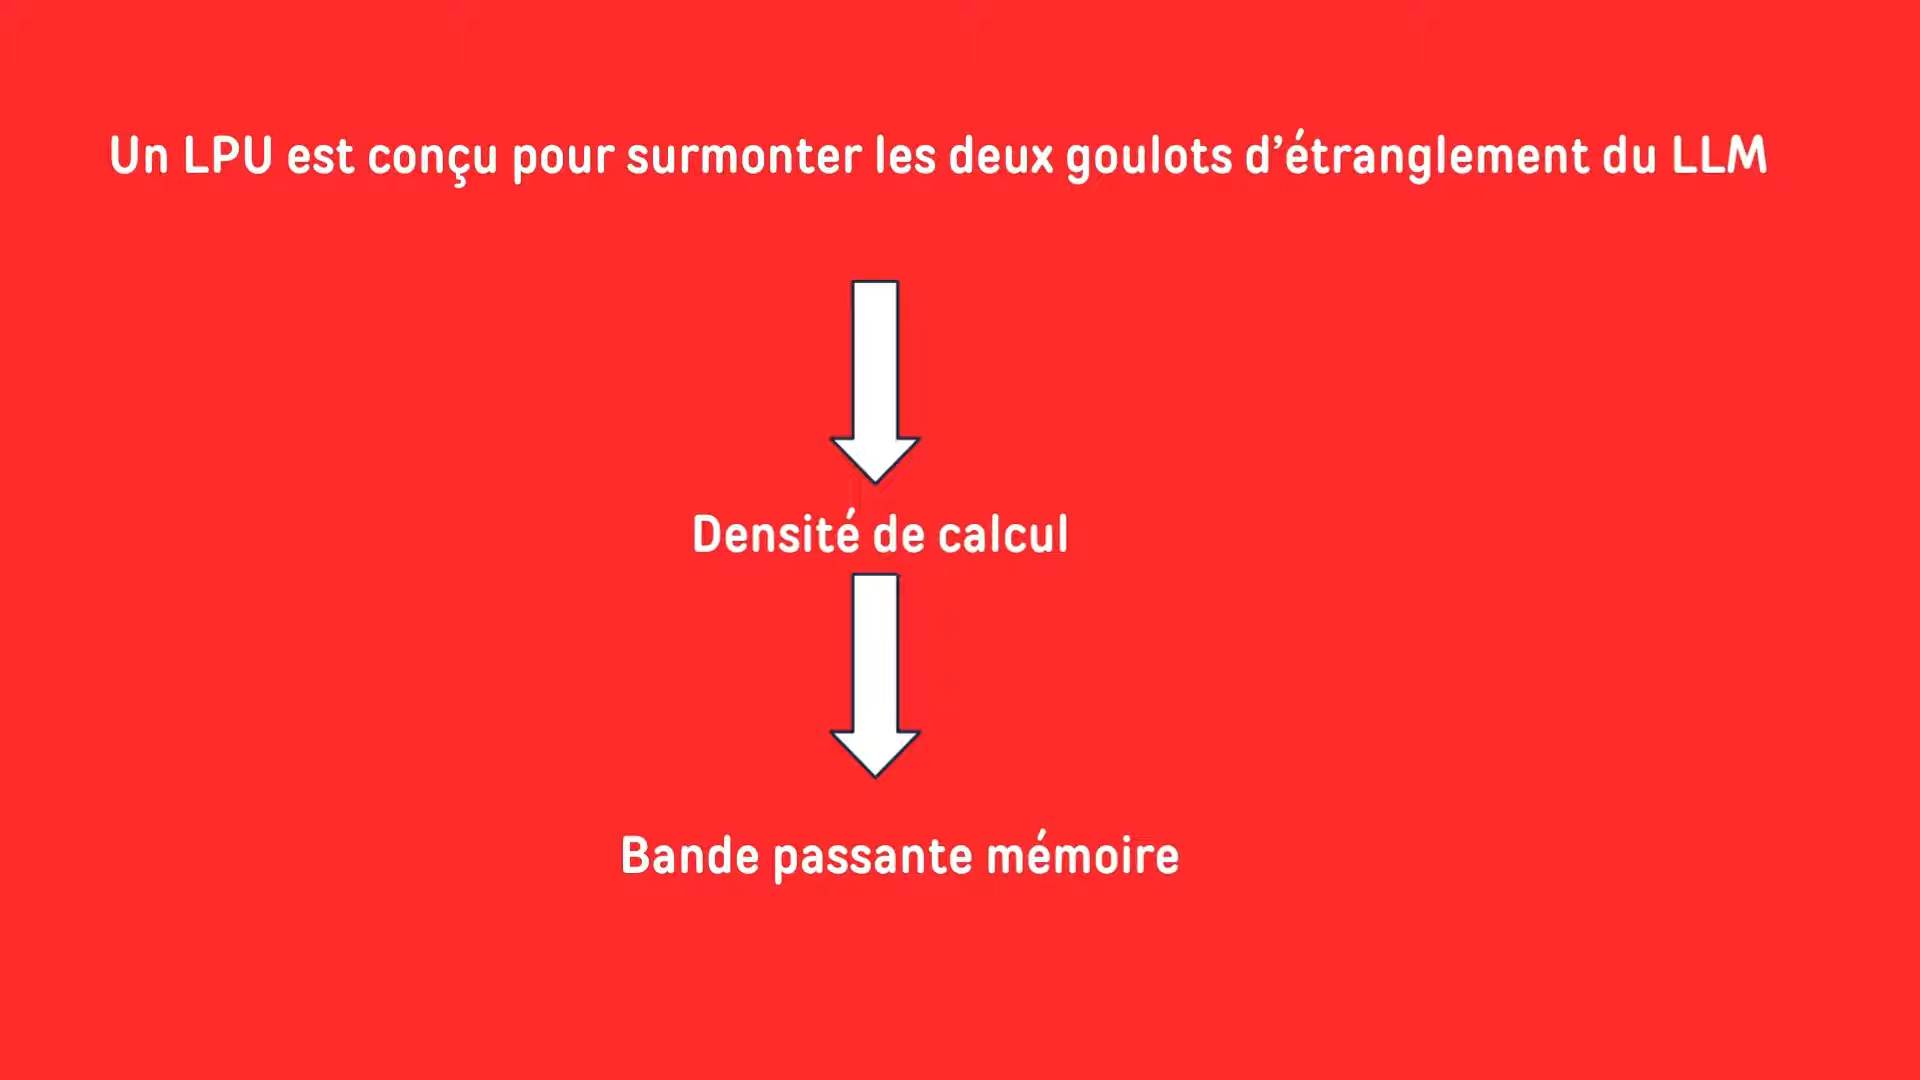 Un LPU est conçu pour surmonter les deux goulots d’étranglement du LLM
Densité de calcul
Bande passante mémoire